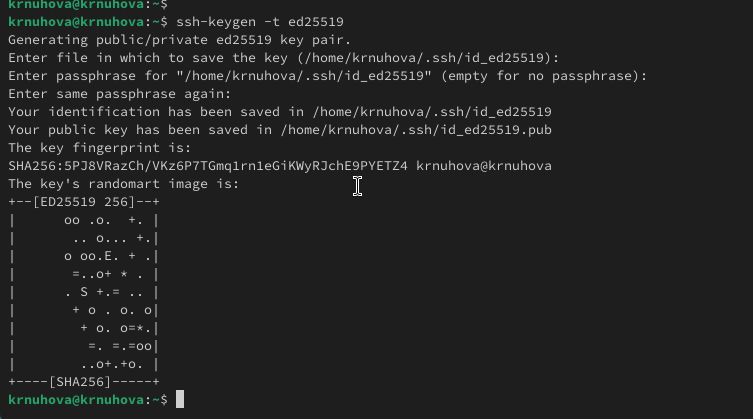 krnuhova@krnuhova:~$
krnuhova@krnuhova:~$ ssh-keygen -t ed25519
Generating public/private ed25519 key pair.
Enter file in which to save the key (/home/krnuhova/.ssh/id_ed25519):
Enter passphrase for "/home/krnuhova/.ssh/id_ed25519" (empty for no passphrase):
Enter same passphrase again:
Your identification has been saved in /home/krnuhova/.ssh/id_ed25519
Your public key has been saved in /home/krnuhova/.ssh/id_ed25519.pub
The key fingerprint is:
SHA256:5PJ8VRazCh/VKz6P7TGmq1rn1eGiKWyRJchE9PYETZ4 krnuhova@krnuhova
The key's randomart image is:
+--[ED25519 256]--+
|      oo .o.  +. |
|       .. o... +.|
|      o oo.E. + .|
|       =..o+ * . |
|      . S +.= .. |
|       + o . o. o|
|        + o. o=*.|
|         =. =.=oo|
|        ..o+.+o. |
+----[SHA256]-----+
krnuhova@krnuhova:~$